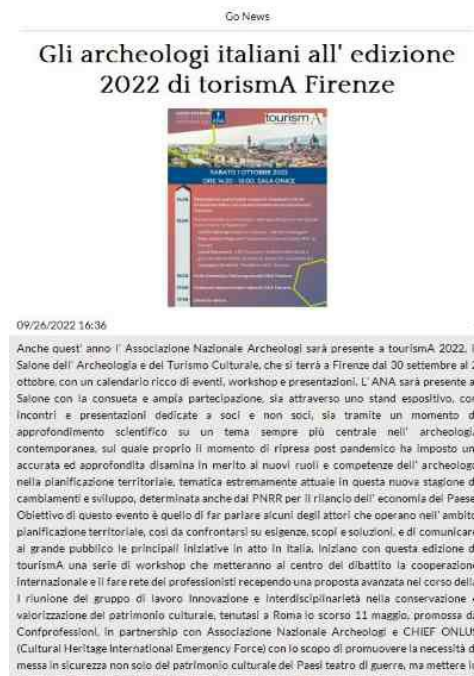 Go News
Gli archeologi italiani all' edizione
2022 di torismA Firenze
tourismA
SABATO 1 OTTOBRE 2022
ORE 14.30 - 18.00, SALA ONICE
09/26/2022 16:36
Anche quest' anno l' Associazione Nazionale Archeologi sarà presente a tourismA 2022,
Salone dell' Archeologia e del Turismo Culturale, che si terrà a Firenze dal 30 settembre al 2
ottobre, con un calendario ricco di eventi, workshop e presentazioni. L' ANA sarà presente a
Salone con la consueta e ampia partecipazione, sia attraverso uno stand espositivo, con
incontri e presentazioni dedicate a soci e non soci, sia tramite un momento d
approfondimento scientifico su un tema sempre più centrale nell' archeologi
contemporanea, sul quale proprio il momento di ripresa post pandemico ha imposto un
accurata ed approfondita disamina in merito ai nuovi ruoli e competenze dell' archeologo
nella pianificazione territoriale, tematica estremamente attuale in questa nuova stagione d
cambiamenti e sviluppo, determinata anche dal PNRR per il rilancio dell' economia del Paese
Obiettivo di questo evento è quello di far parlare alcuni degli attori che operano nell' ambito
pianificazione territoriale, così da confrontarsi su esigenze, scopi e soluzioni, e di comunicare
al grande pubblico le principali iniziative in atto in Italia. Iniziano con questa edizione d
tourismA una serie di workshop che metteranno al centro del dibattito la cooperazione
internazionale e il fare rete dei professionisti recependo una proposta avanzata nel corso della
I riunione del gruppo di lavoro Innovazione e Interdisciplinarietà nella conservazione e
valorizzazione del patrimonio culturale, tenutasi a Roma lo scorso 11 maggio, promossa da
Confprofessioni, in partnership con Associazione Nazionale Archeologi e CHIEF ONLUS
(Cultural Heritage International Emergency Force) con lo scopo di promuovere la necessità d
messa in sicurezza non solo del patrimonio culturale dei Paesi teatro di guerre, ma mettere in